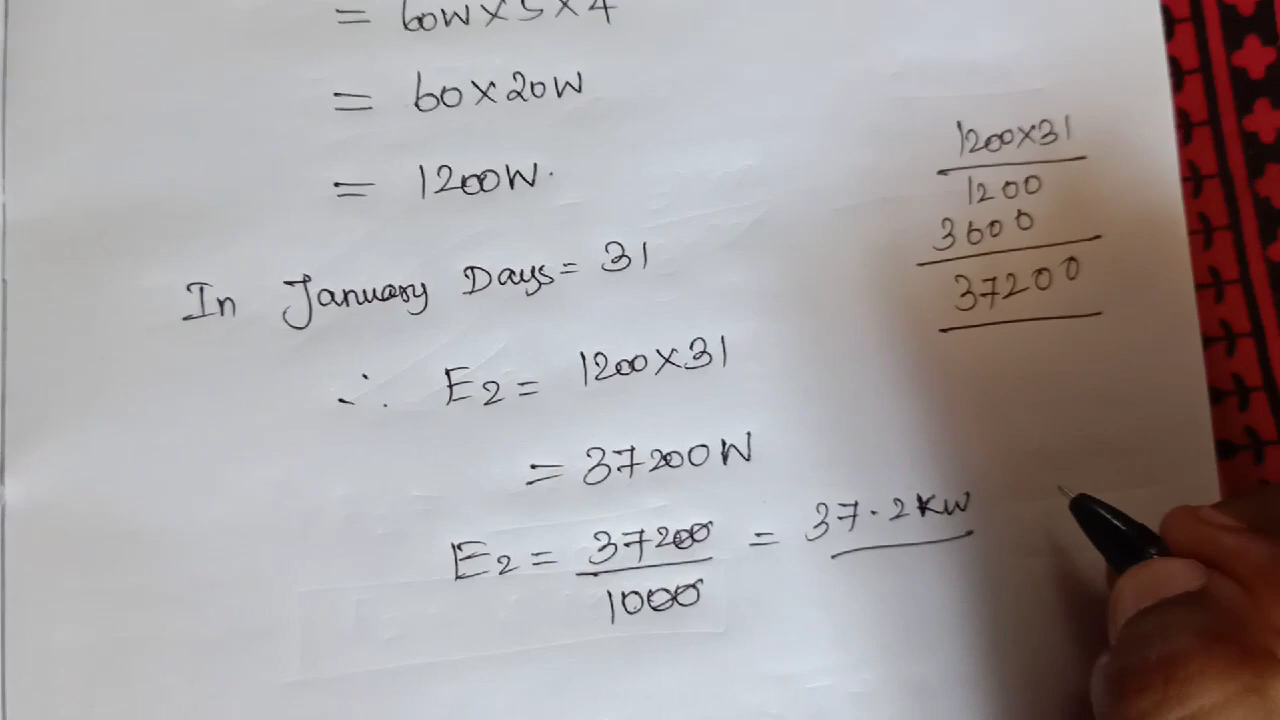 = 60W×5×4
= 60×20W
= 1200W.
In January Days= 31
∴ E2= 1200×31
= 37200W
E2= 37200/1000 = 37.2KW
1200×31
1200
3600
37200